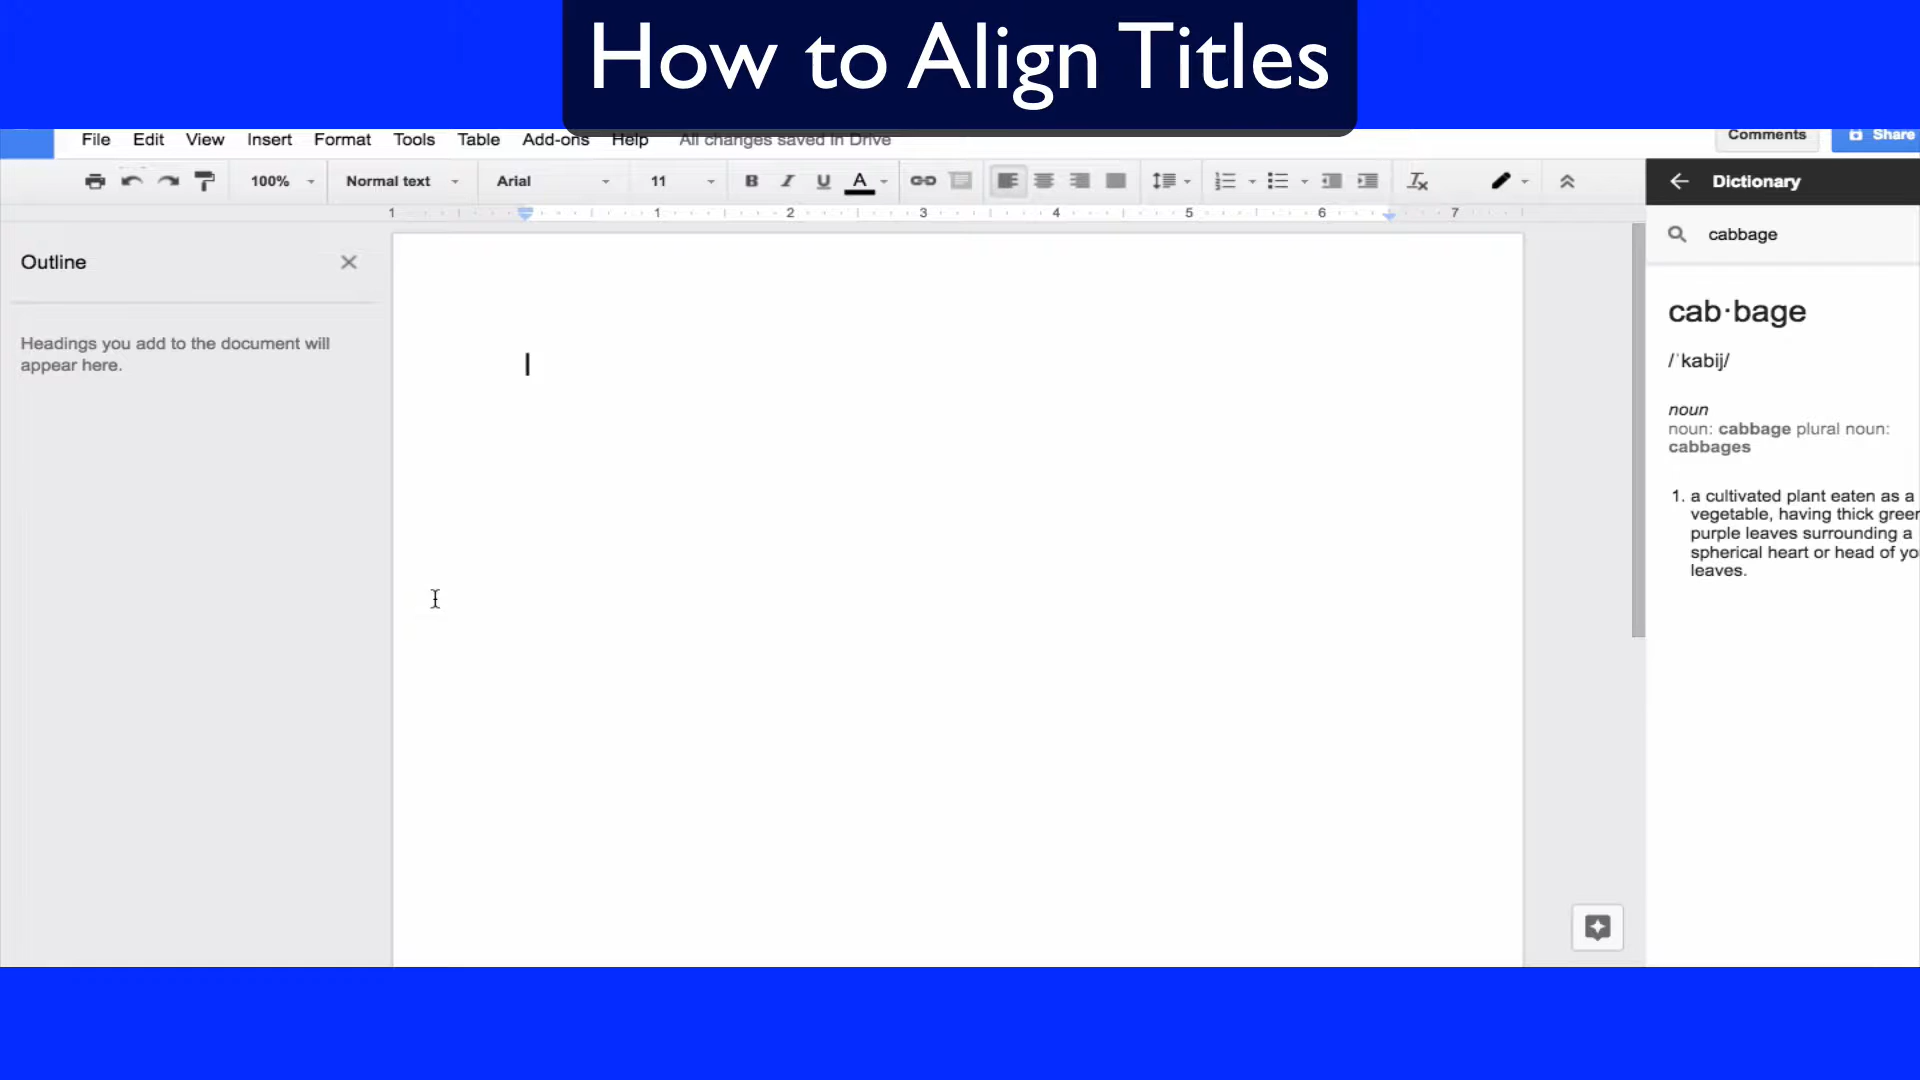 How to Align Titles
File Edit View Insert Format Tools Table Add-ons Help All changes saved in Drive
Comments Share
100% Normal text Arial 11 B I U A
Dictionary
1 1 2 3 4 5 6 7
cabbage
Outline
Headings you add to the document will
appear here.
cab·bage
/ˈkabij/
noun
noun: cabbage plural noun:
cabbages
1. a cultivated plant eaten as a
vegetable, having thick green
purple leaves surrounding a
spherical heart or head of yo
leaves.